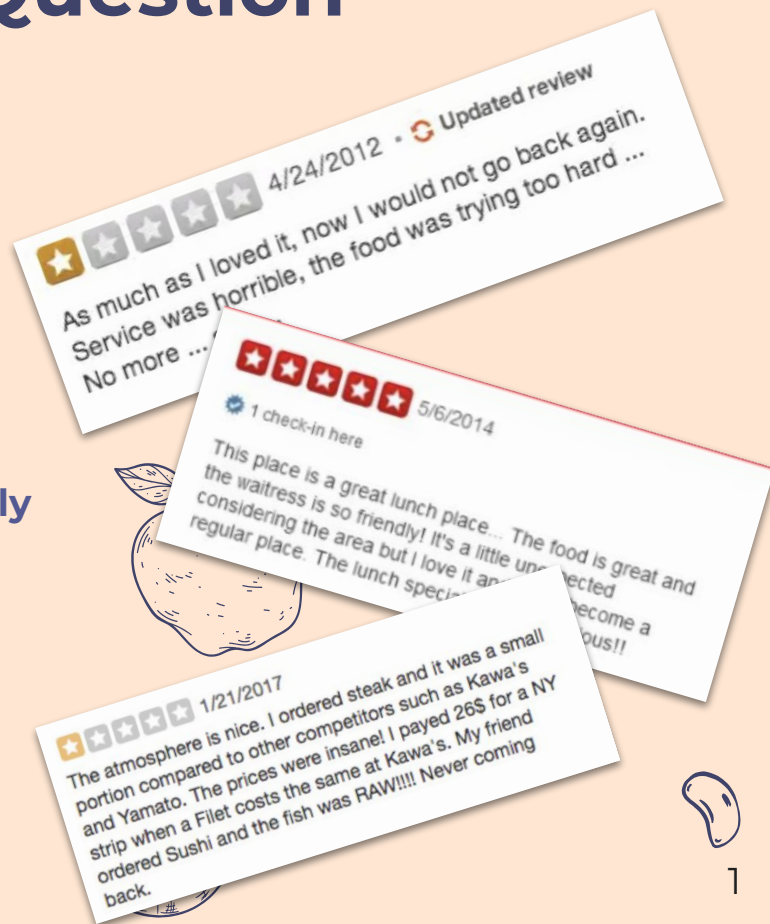 Question
4/24/2012 • Updated review
As much as I loved it, now I would not go back again.
Service was horrible, the food was trying too hard ...
No more ...
5/6/2014
1 check-in here
This place is a great lunch place... The food is great and
the waitress is so friendly! It's a little
considering the area but I love it
become a
regular place. The lunch
ly
1/21/2017
The atmosphere is nice. I ordered steak and it was a small
portion compared to other competitors such as Kawa's
and Yamato. The prices were insane! I payed 26$ for a NY
strip when a Filet costs the same at Kawa's. My friend
ordered Sushi and the fish was RAW!!!! Never coming
back.
1